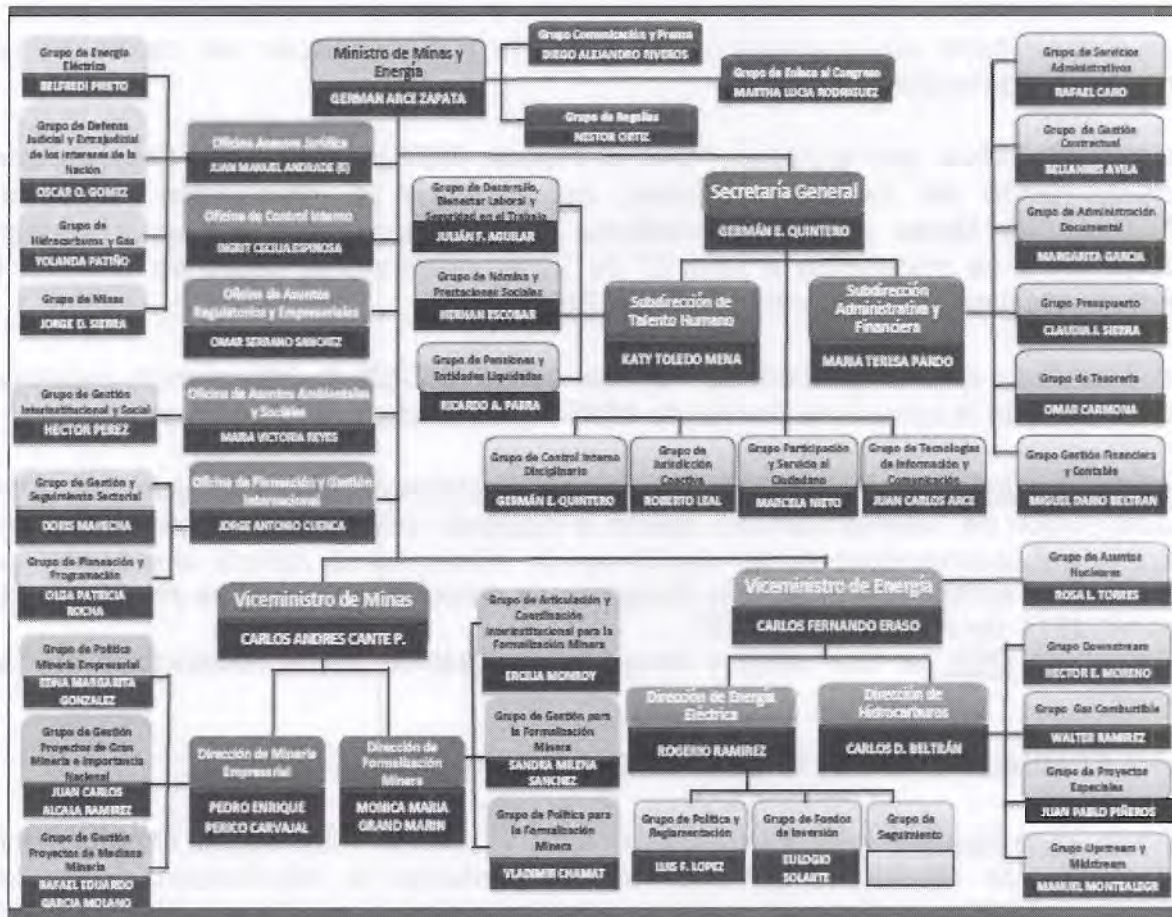 Grupo de Energía
Eléctrica
BELFREDI PRIETO
Grupo de Defensa
Judicial y Extrajudicial
de los intereses de la
Nación
OSCAR O. GOMEZ
Grupo de
Hidrocarburos y Gas
YOLANDA PATIÑO
Grupo de Minas
JORGE D. SIERRA
Grupo de Gestión
Interinstitucional y Social
HECTOR PEREZ
Grupo de Gestión y
Seguimiento Sectorial
DORIS MAHECHA
Grupo de Planeación y
Programación
OLGA PATRICIA
ROCHA
Ministro de Minas y
Energía
GERMAN ARCE ZAPATA
Oficina Asesora Jurídica
JUAN MANUEL ANDRADE (E)
Oficina de Control Interno
INGRIT CECILIA ESPINOSA
Oficina de Asuntos
Regulatorios y Empresariales
OMAR SERRANO SANCHEZ
Oficina de Asuntos Ambientales
y Sociales
MARIA VICTORIA REYES
Oficina de Planeación y Gestión
Internacional
JORGE ANTONIO CUENCA
Grupo Comunicación y Prensa
DIEGO ALEJANDRO RIVEROS
Grupo de Enlace al Congreso
MARTHA LUCIA RODRIGUEZ
Grupo de Regalías
NESTOR ORTIZ
Secretaría General
GERMÁN E. QUINTERO
Grupo de Desarrollo,
Bienestar Laboral y
Seguridad en el Trabajo
JULIÁN F. AGUILAR
Grupo de Nómina y
Prestaciones Sociales
HERNAN ESCOBAR
Grupo de Pensiones y
Entidades Liquidadas
RICARDO A. PARRA
Subdirección de
Talento Humano
KATY TOLEDO MENA
Subdirección
Administrativa y
Financiera
MARIA TERESA PARDO
Grupo de Control Interno
Disciplinario
GERMÁN E. QUINTERO
Grupo de
Jurisdicción
Coactiva
ROBERTO LEAL
Grupo Participación
y Servicio al
Ciudadano
MARCELA NIETO
Grupo de Tecnologías
de Información y
Comunicación
JUAN CARLOS ARCE
Grupo de Servicios
Administrativos
RAFAEL CARO
Grupo de Gestión
Contractual
BELIANNIS AVILA
Grupo de Administración
Documental
MARGARITA GARCIA
Grupo Presupuesto
CLAUDIA I. SIERRA
Grupo de Tesorería
OMAR CARMONA
Grupo Gestión Financiera
y Contable
MIGUEL DARIO BELTRAN
Viceministro de Minas
CARLOS ANDRES CANTE P.
Grupo de Política
Minería Empresarial
EDNA MARGARITA
GONZALEZ
Grupo de Gestión
Proyectos de Gran
Minería e Importancia
Nacional
JUAN CARLOS
ALCALA RAMIREZ
Grupo de Gestión
Proyectos de Mediana
Minería
RAFAEL EDUARDO
GARCIA MOLANO
Dirección de Minería
Empresarial
PEDRO ENRIQUE
PERICO CARVAJAL
Dirección de
Formalización
Minera
MONICA MARIA
GRAND MARIN
Grupo de Articulación y
Coordinación
Interinstitucional para la
Formalización Minera
ERCILIA MONROY
Grupo de Gestión para
la Formalización
Minera
SANDRA MILENA
SANCHEZ
Grupo de Política para
la Formalización
Minera
VLADIMIR CHAMAT
Viceministro de Energía
CARLOS FERNANDO ERASO
Grupo de Asuntos
Nucleares
ROSA L. TORRES
Dirección de Energía
Eléctrica
ROGERIO RAMIREZ
Dirección de
Hidrocarburos
CARLOS D. BELTRÁN
Grupo de Política y
Reglamentación
LUIS F. LOPEZ
Grupo de Fondos
de Inversión
EULOGIO
SOLARTE
Grupo de
Seguimiento
Grupo Downstream
HECTOR E. MORENO
Grupo Gas Combustible
WALTER RAMIREZ
Grupo de Proyectos
Especiales
JUAN PABLO PIÑEROS
Grupo Upstream y
Midstream
MANUEL MONTEALEGR